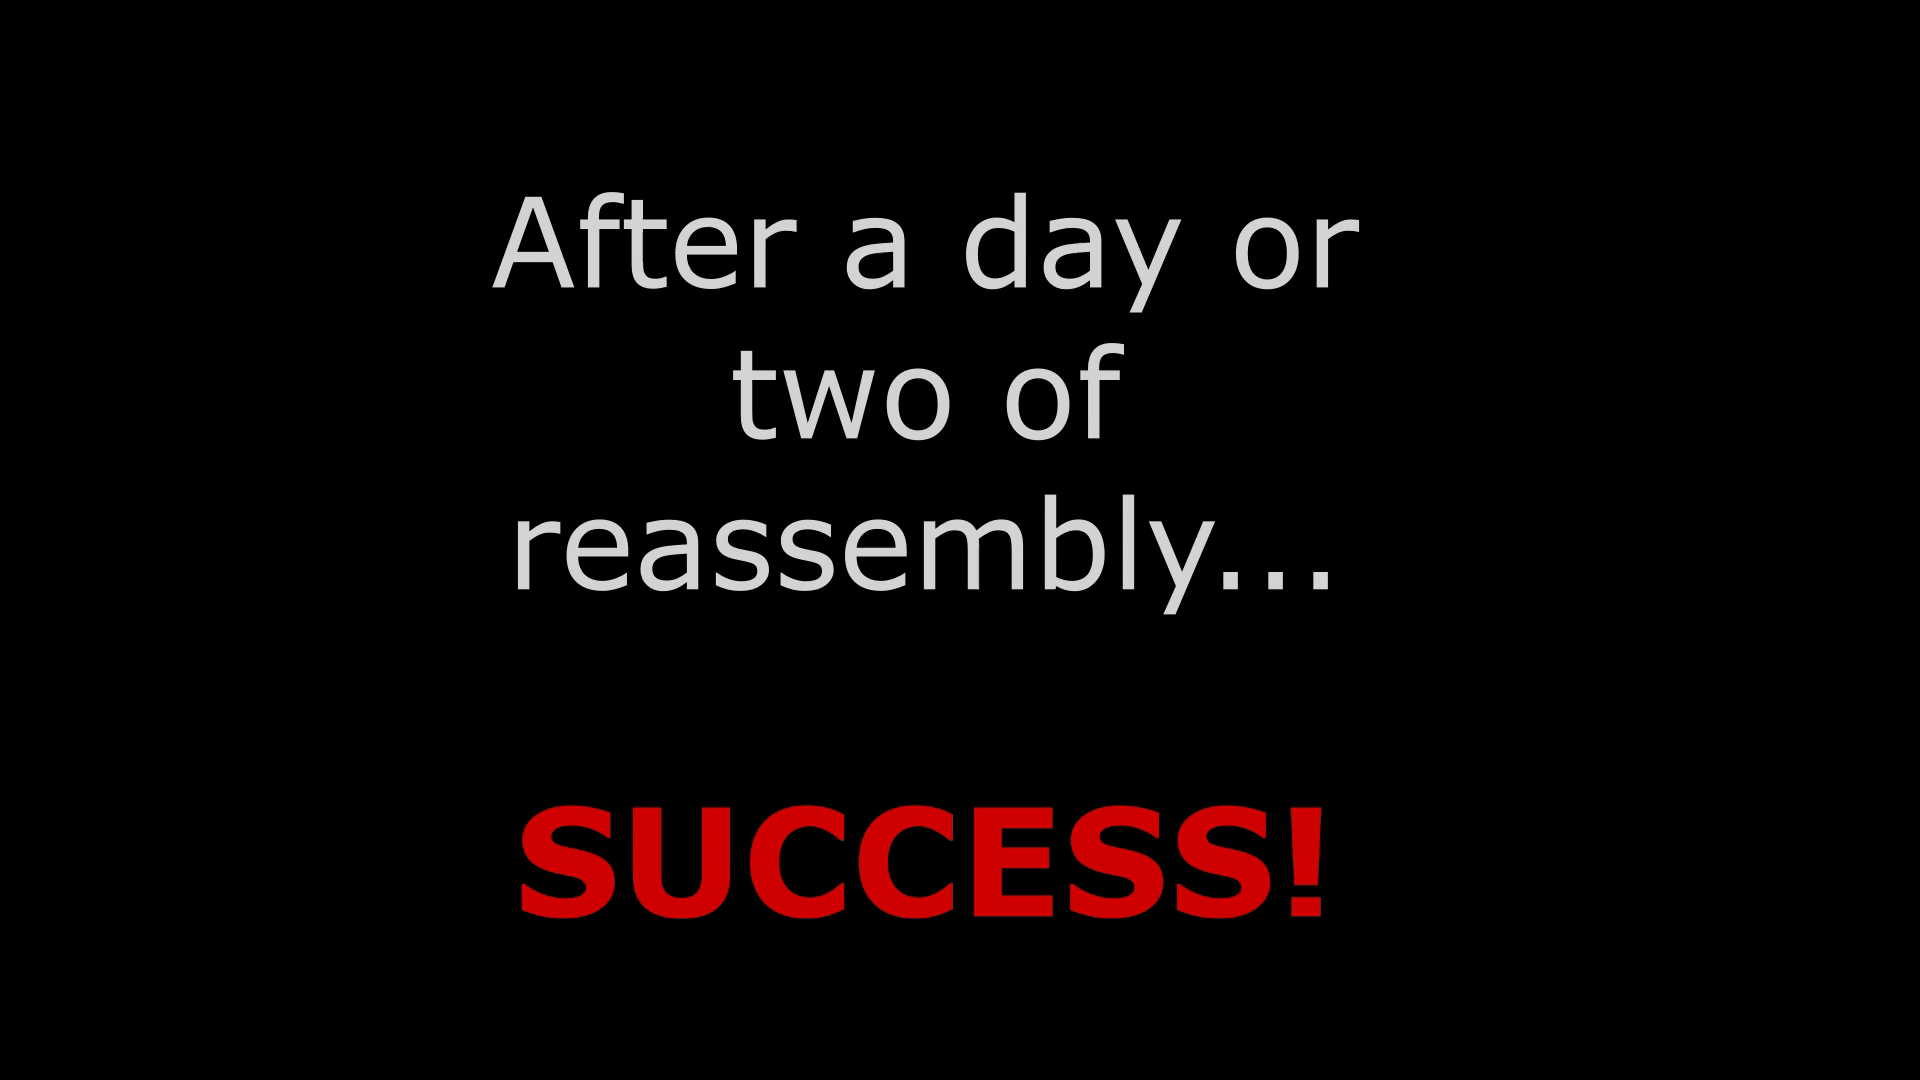 After a day or
two of
reassembly...
SUCCESS!